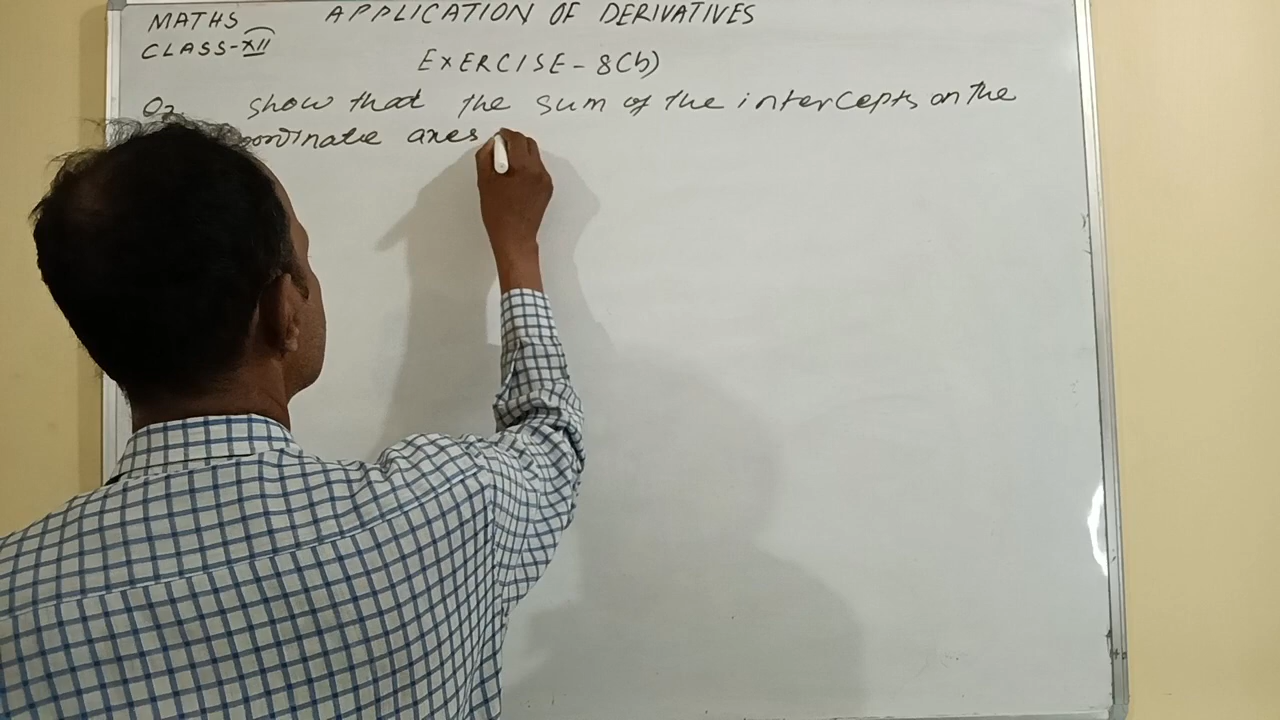 MATHS APPLICATION OF DERIVATIVES
CLASS-XII
EXERCISE-8(b)
show that the sum of the intercepts on the
oordinate axes